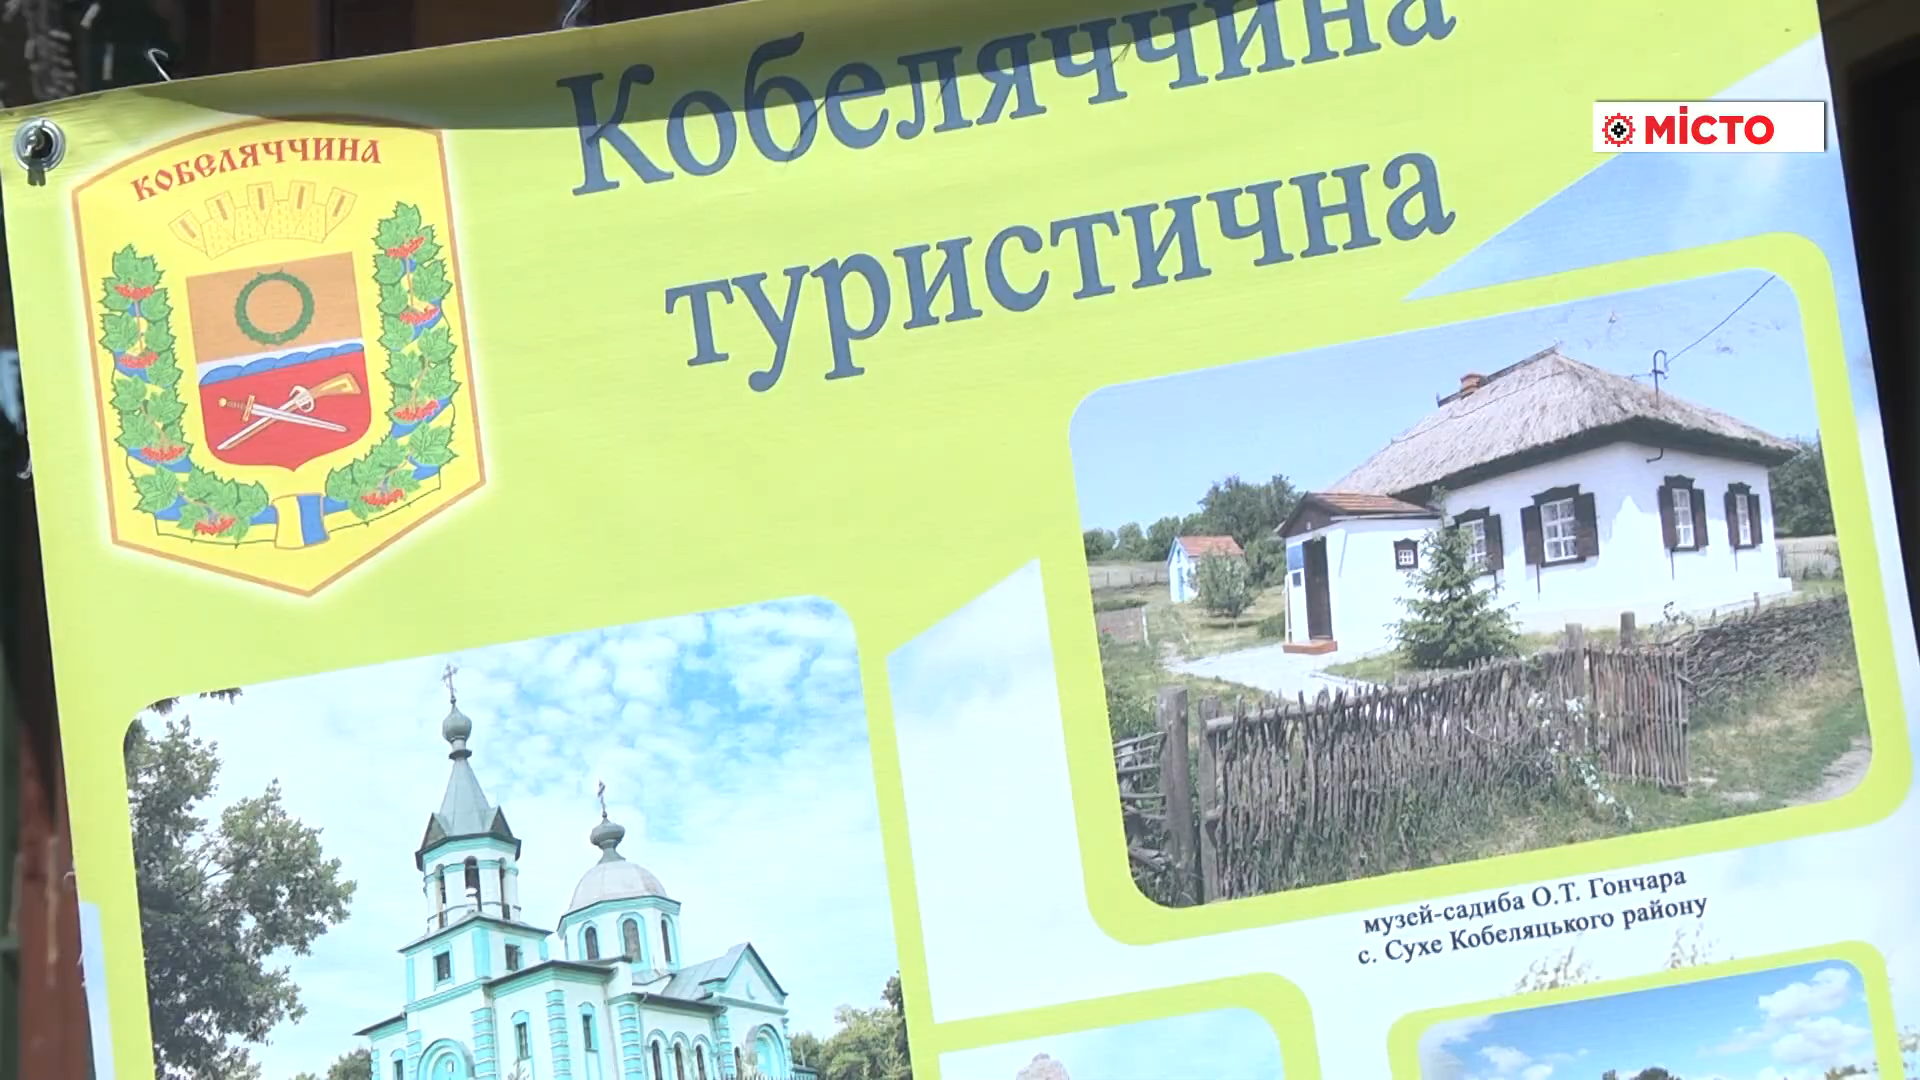 Кобеляччина
туристична
КОБЕЛЯЧЧИНА
МІСТО
музей-садиба О.Т. Гончара
с. Сухе Кобеляцького району